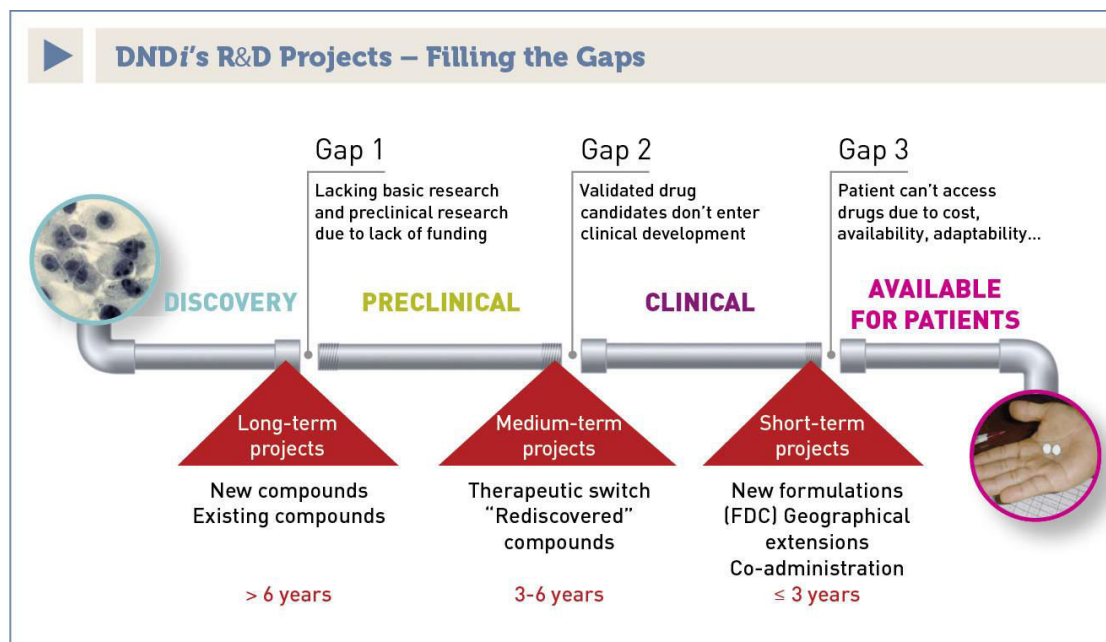 DNDi's R&D Projects – Filling the Gaps
Gap 1
Lacking basic research
and preclinical research
due to lack of funding
Gap 2
Validated drug
candidates don't enter
clinical development
Gap 3
Patient can't access
drugs due to cost,
availability, adaptability...
DISCOVERY
PRECLINICAL
CLINICAL
AVAILABLE
FOR PATIENTS
Long-term
projects
Medium-term
projects
Short-term
projects
New compounds
Existing compounds
Therapeutic switch
“Rediscovered”
compounds
New formulations
(FDC) Geographical
extensions
Co-administration
> 6 years
3-6 years
≤ 3 years